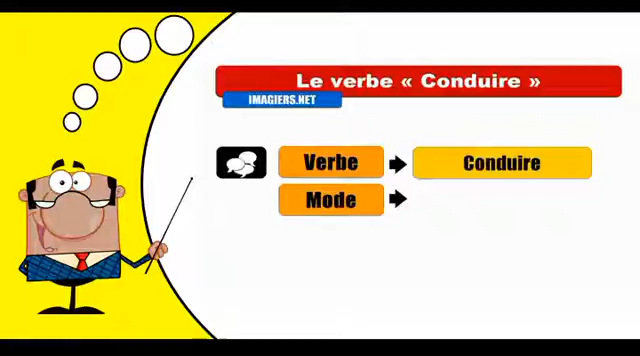 Le verbe « Conduire »
IMAGIERS.NET
Verbe Conduire
Mode